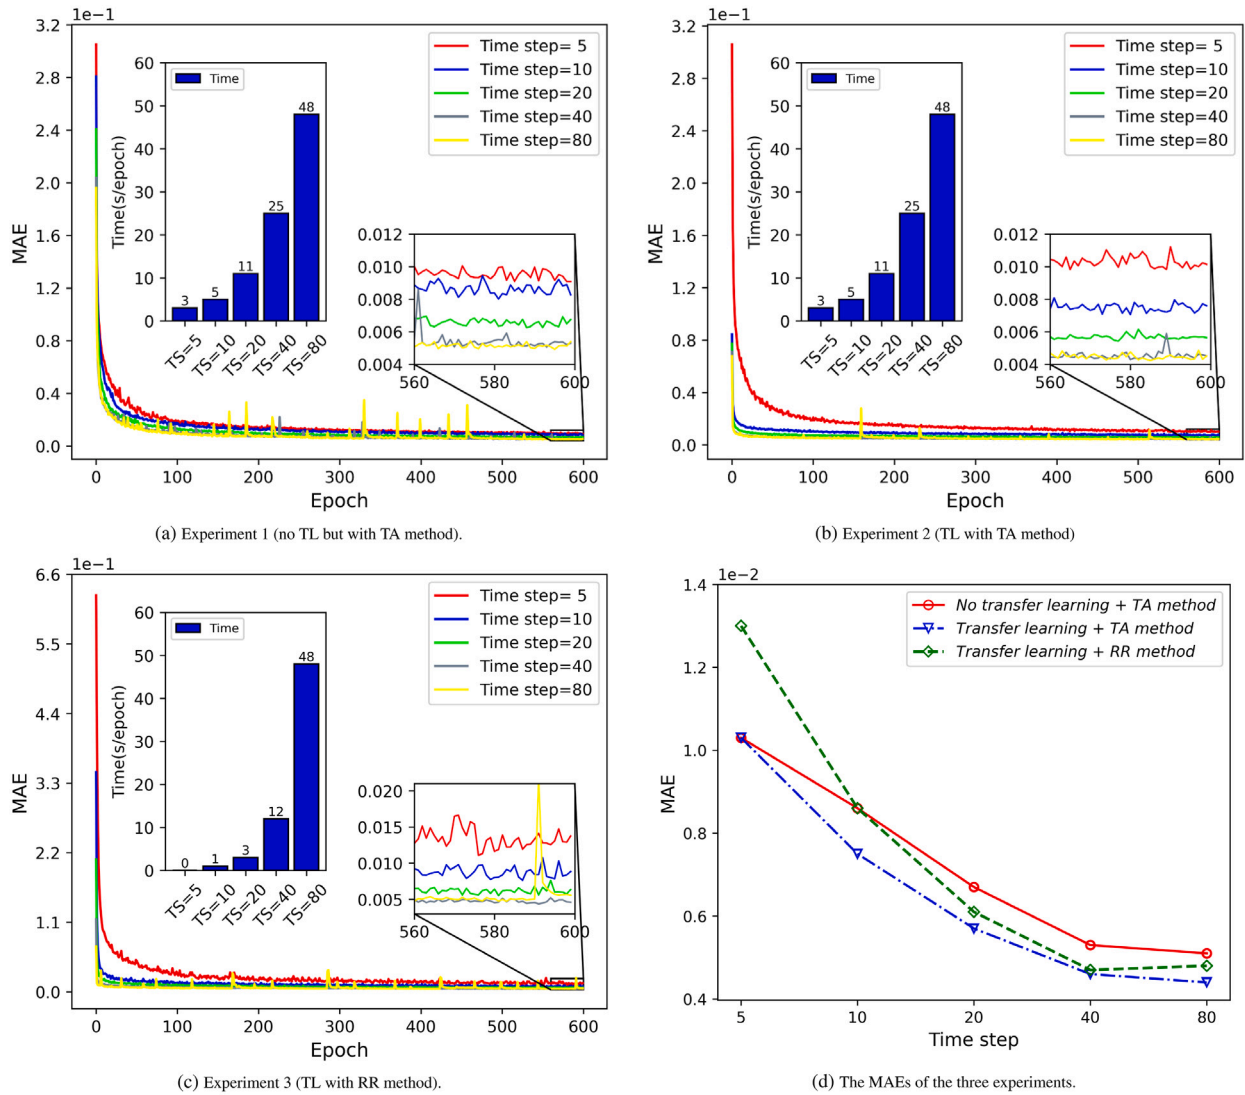 1e−1
3.2
2.8
2.4
2.0
1.6
1.2
0.8
0.4
0.0
MAE
0 100 200 300 400 500 600
Epoch
Time step= 5
Time step=10
Time step=20
Time step=40
Time step=80
Time
60
50
40
30
20
10
0
Time(s/epoch)
3 5 11 25 48
TS=5 TS=10 TS=20 TS=40 TS=80
0.012
0.010
0.008
0.006
0.004
560 580 600
(a) Experiment 1 (no TL but with TA method).
1e−1
3.2
2.8
2.4
2.0
1.6
1.2
0.8
0.4
0.0
MAE
0 100 200 300 400 500 600
Epoch
Time step= 5
Time step=10
Time step=20
Time step=40
Time step=80
Time
60
50
40
30
20
10
0
Time(s/epoch)
3 5 11 25 48
TS=5 TS=10 TS=20 TS=40 TS=80
0.012
0.010
0.008
0.006
0.004
560 580 600
(b) Experiment 2 (TL with TA method)
1e−1
6.6
5.5
4.4
3.3
2.2
1.1
0.0
MAE
0 100 200 300 400 500 600
Epoch
Time step= 5
Time step=10
Time step=20
Time step=40
Time step=80
Time
60
50
40
30
20
10
0
Time(s/epoch)
0 1 3 12 48
TS=5 TS=10 TS=20 TS=40 TS=80
0.020
0.015
0.010
0.005
560 580 600
(c) Experiment 3 (TL with RR method).
1e−2
1.4
1.2
1.0
0.8
0.6
0.4
MAE
5 10 20 40 80
Time step
No transfer learning + TA method
Transfer learning + TA method
Transfer learning + RR method
(d) The MAEs of the three experiments.